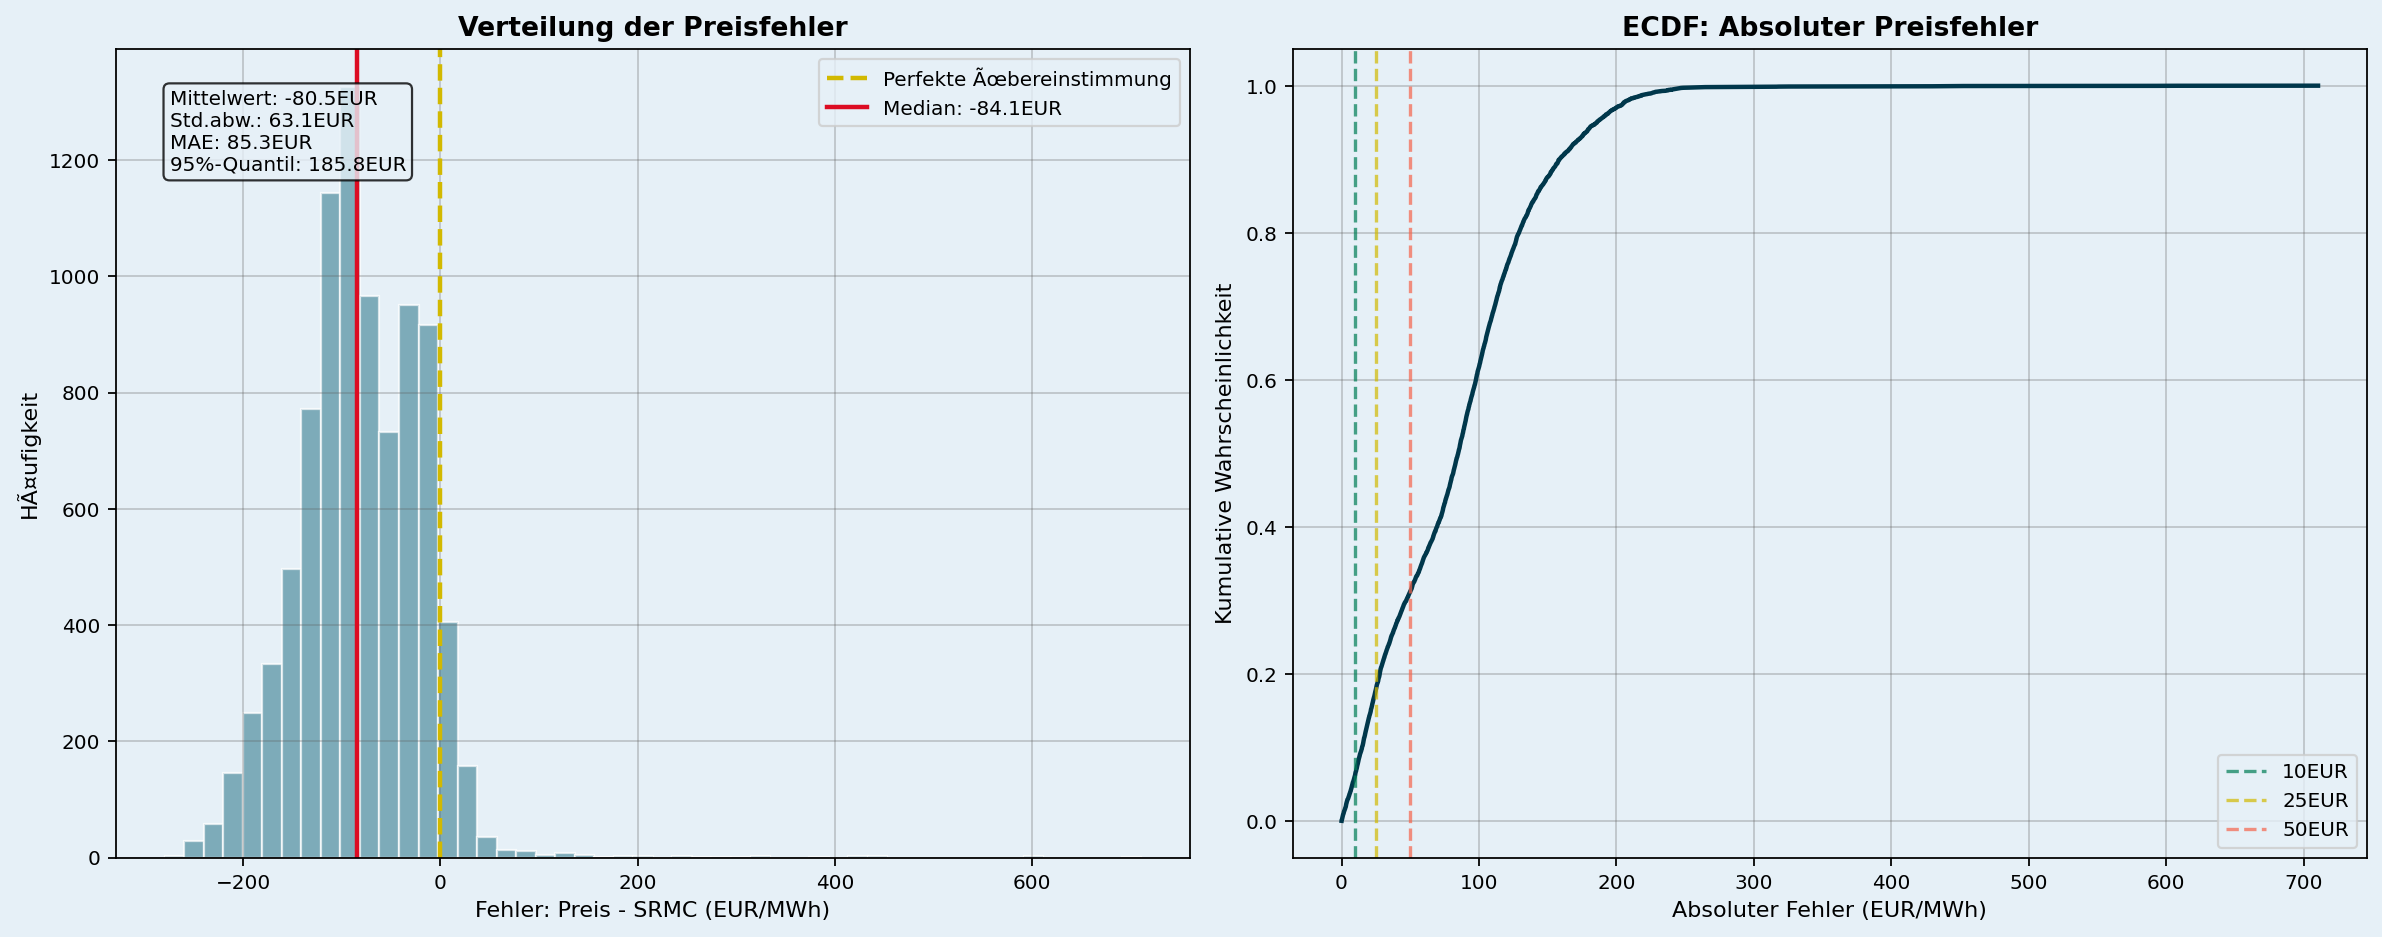 Verteilung der Preisfehler
Mittelwert: -80.5EUR
Std.abw.: 63.1EUR
MAE: 85.3EUR
95%-Quantil: 185.8EUR
Perfekte Ãœbereinstimmung
Median: -84.1EUR
HÃ¤ufigkeit
1200
1000
800
600
400
200
0
−200
0
200
400
600
Fehler: Preis - SRMC (EUR/MWh)
ECDF: Absoluter Preisfehler
Kumulative Wahrscheinlichkeit
1.0
0.8
0.6
0.4
0.2
0.0
10EUR
25EUR
50EUR
0
100
200
300
400
500
600
700
Absoluter Fehler (EUR/MWh)